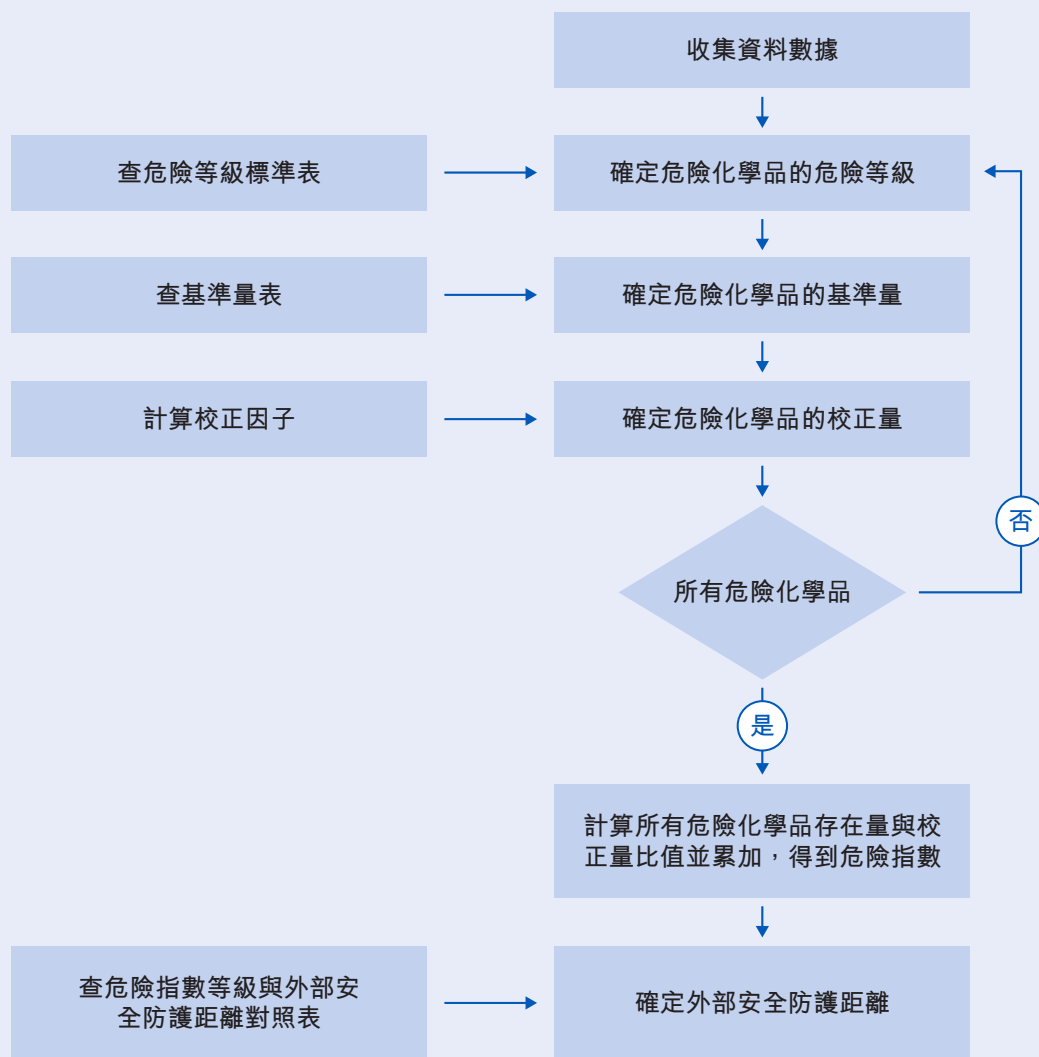 收集資料數據
查危險等級標準表
確定危險化學品的危險等級
查基準量表
確定危險化學品的基準量
計算校正因子
確定危險化學品的校正量
否
所有危險化學品
是
計算所有危險化學品存在量與校
正量比值並累加，得到危險指數
查危險指數等級與外部安
全防護距離對照表
確定外部安全防護距離